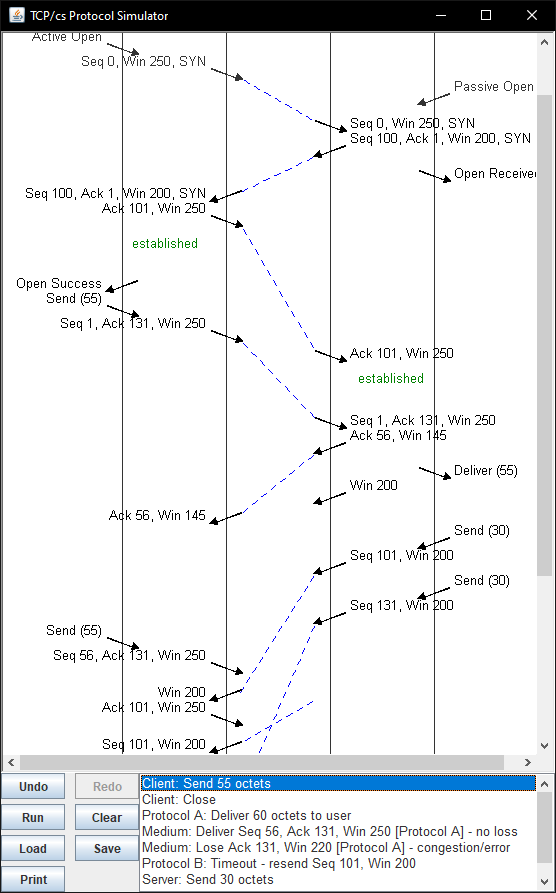 TCP/cs Protocol Simulator
Active Open
Seq 0, Win 250, SYN
Passive Open
Seq 0, Win 250, SYN
Seq 100, Ack 1, Win 200, SYN
Open Receive
Seq 100, Ack 1, Win 200, SYN
Ack 101, Win 250
established
Open Success
Send (55)
Seq 1, Ack 131, Win 250
Ack 101, Win 250
established
Seq 1, Ack 131, Win 250
Ack 56, Win 145
Deliver (55)
Win 200
Ack 56, Win 145
Send (30)
Seq 101, Win 200
Send (30)
Seq 131, Win 200
Send (55)
Seq 56, Ack 131, Win 250
Win 200
Ack 101, Win 250
Seq 101, Win 200
Undo
Redo
Run
Clear
Load
Save
Print
Client: Send 55 octets
Client: Close
Protocol A: Deliver 60 octets to user
Medium: Deliver Seq 56, Ack 131, Win 250 [Protocol A] - no loss
Medium: Lose Ack 131, Win 220 [Protocol A] - congestion/error
Protocol B: Timeout - resend Seq 101, Win 200
Server: Send 30 octets